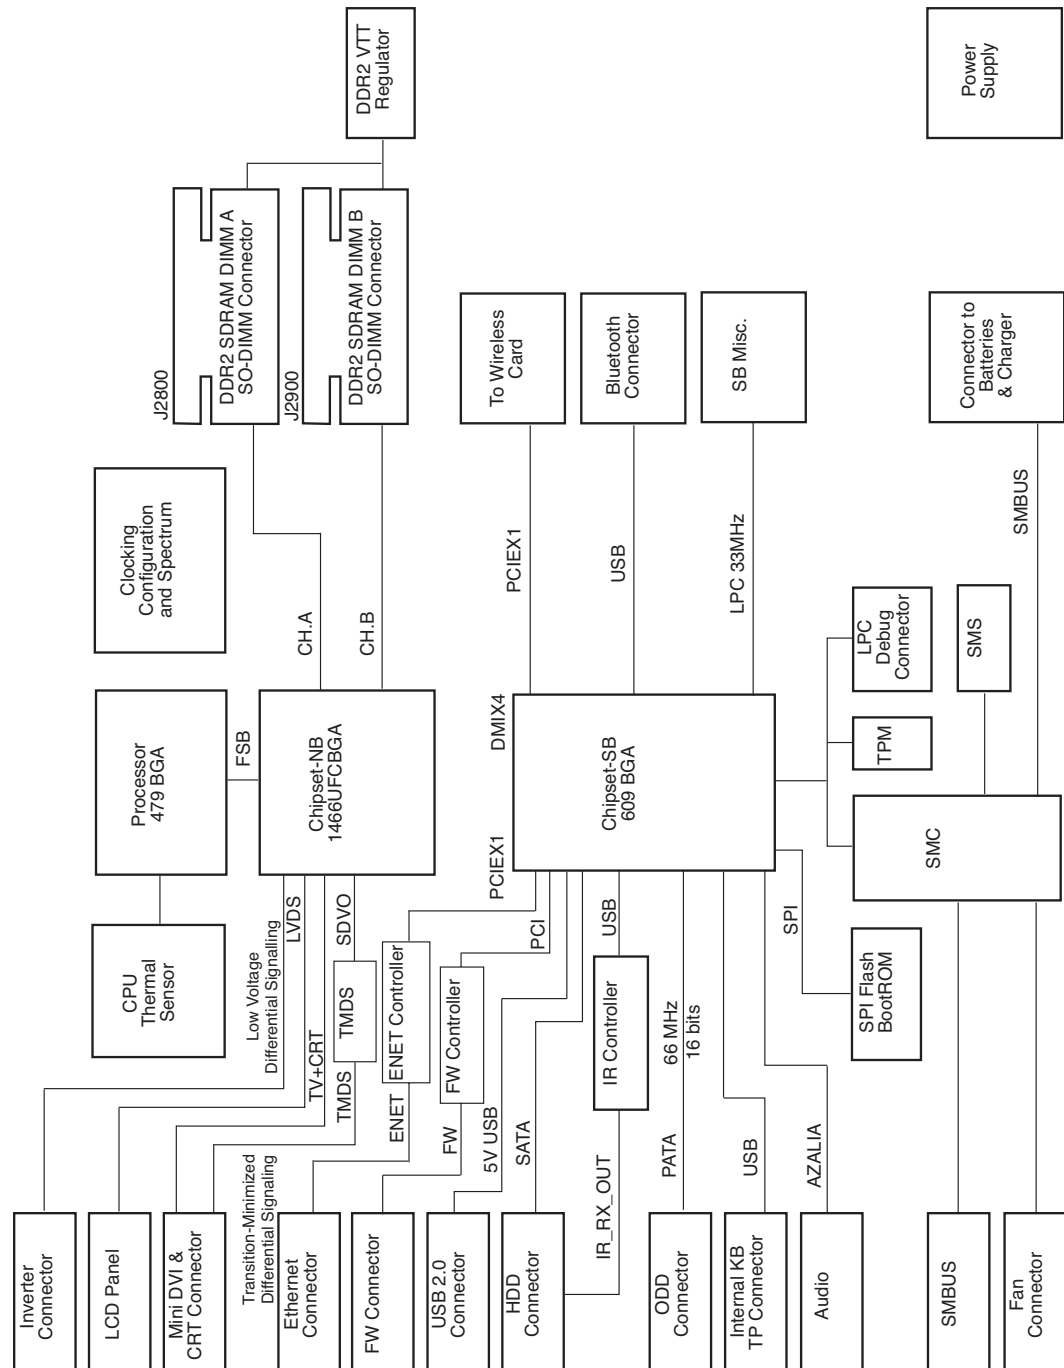 Inverter
Connector
LCD Panel
Mini DVI &
CRT Connector
Transition-Minimized
Differential Signaling
Ethernet
Connector
FW Connector
USB 2.0
Connector
HDD
Connector
ODD
Connector
Internal KB
TP Connector
Audio
SMBUS
Fan
Connector
CPU
Thermal
Sensor
Low Voltage
Differential Signalling
LVDS
TV+CRT
TMDS
TMDS
SDVO
ENET
ENET Controller
FW
FW Controller
5V USB
SATA
IR_RX_OUT
IR Controller
USB
PATA
66 MHz
16 bits
USB
AZALIA
SPI
SPI Flash
BootROM
Processor
479 BGA
FSB
Chipset-NB
1466UFCBGA
PCIEX1
PCI
DMIX4
Chipset-SB
609 BGA
TPM
LPC
Debug
Connector
SMC
SMS
SMBUS
Clocking
Configuration
and Spectrum
CH.A
CH.B
PCIEX1
USB
LPC 33MHz
J2800
DDR2 SDRAM DIMM A
SO-DIMM Connector
J2900
DDR2 SDRAM DIMM B
SO-DIMM Connector
To Wireless
Card
Bluetooth
Connector
SB Misc.
Connector to
Batteries
& Charger
DDR2 VTT
Regulator
Power
Supply